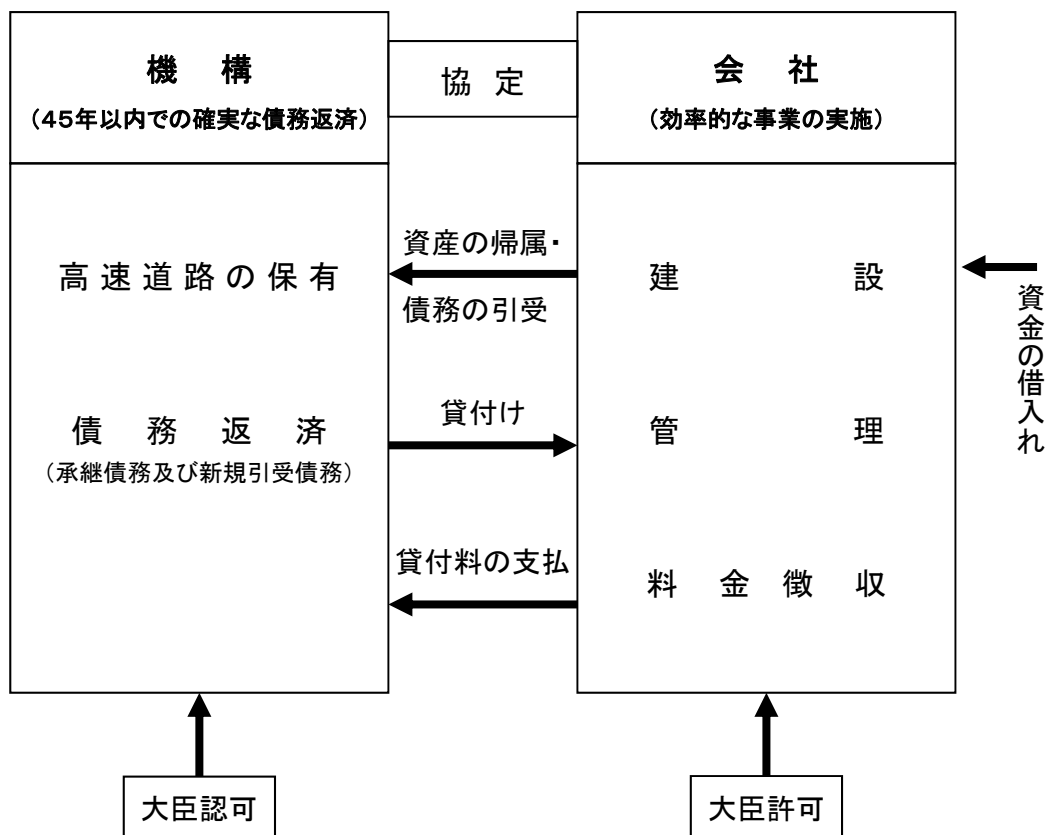 機 構
（45年以内での確実な債務返済）
協 定
会 社
（効率的な事業の実施）
高速道路の保有
資産の帰属・
債務の引受
建 設
資金の借入れ
債 務 返 済
（承継債務及び新規引受債務）
貸付け
管 理
貸付料の支払
料 金 徴 収
大臣認可
大臣許可